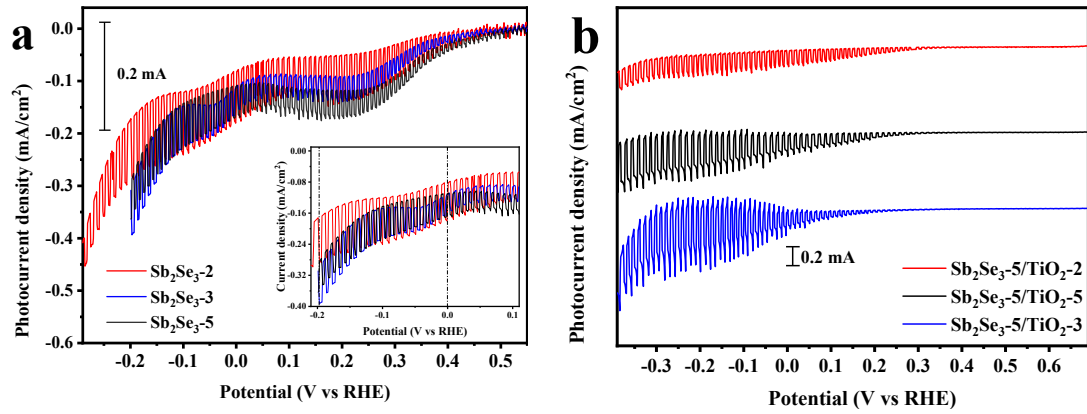 a
Photocurrent density (mA/cm²)
0.0
-0.1
-0.2
-0.3
-0.4
-0.5
-0.6
0.2 mA
Sb₂Se₃-2
Sb₂Se₃-3
Sb₂Se₃-5
-0.2 -0.1 0.0 0.1 0.2 0.3 0.4 0.5
Potential (V vs RHE)
Current density (mA/cm²)
0.00
-0.08
-0.16
-0.24
-0.32
-0.40
-0.2 -0.1 0.0 0.1
Potential (V vs RHE)
b
Photocurrent density (mA/cm²)
0.2 mA
Sb₂Se₃-5/TiO₂-2
Sb₂Se₃-5/TiO₂-5
Sb₂Se₃-5/TiO₂-3
-0.3 -0.2 -0.1 0.0 0.1 0.2 0.3 0.4 0.5 0.6
Potential (V vs RHE)